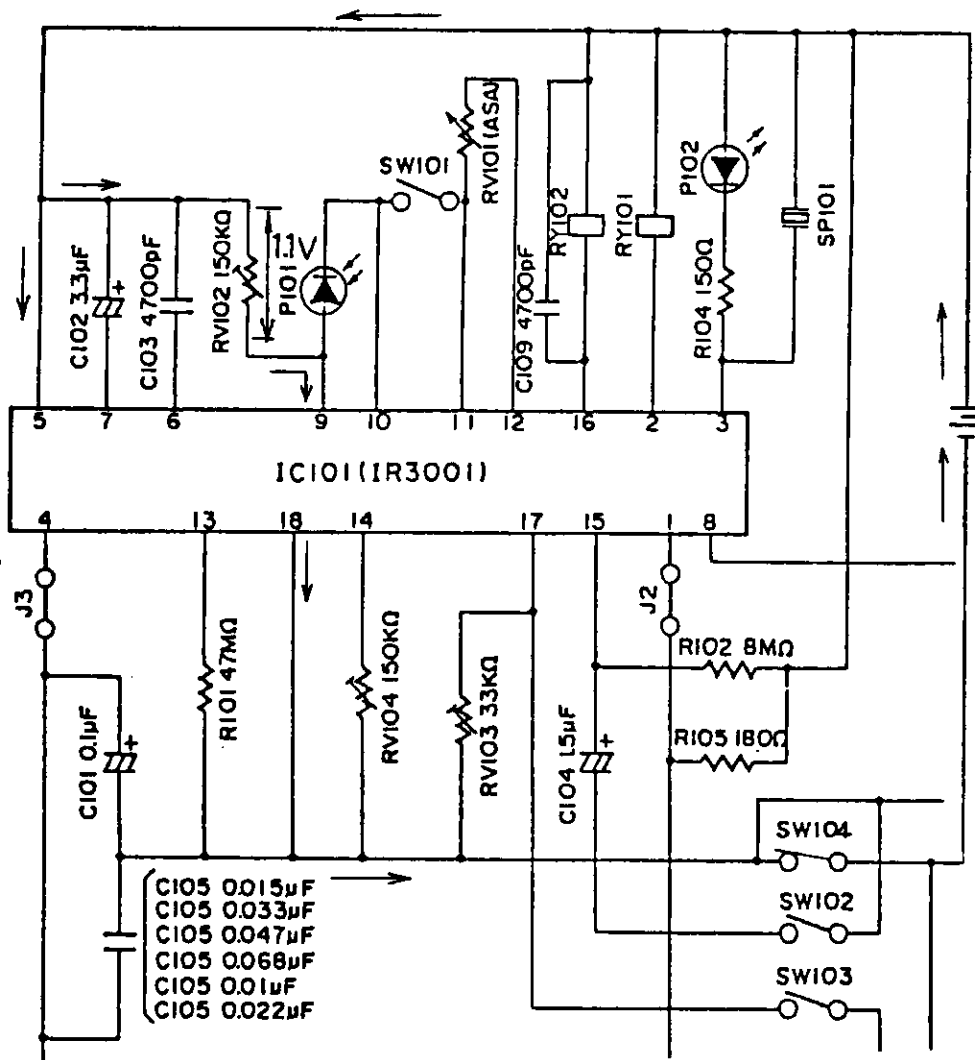 SW101
RV101(ASA)
C102 3.3μF
+
C103 4700pF
RV102 150KΩ
1.1V
P101
C109 4700pF
RY102
RY101
P102
R104 150Ω
SP101
5 7 6 9 10 11 12 16 2 3
IC101(IR3001)
4 13 18 14 17 15 1 8
J3
J2
C101 0.1μF
+
R101 47MΩ
RV104 150KΩ
RV103 33KΩ
C104 1.5μF
+
R102 8MΩ
R105 180Ω
SW104
SW102
SW103
C105 0.015μF
C105 0.033μF
C105 0.047μF
C105 0.068μF
C105 0.01μF
C105 0.022μF